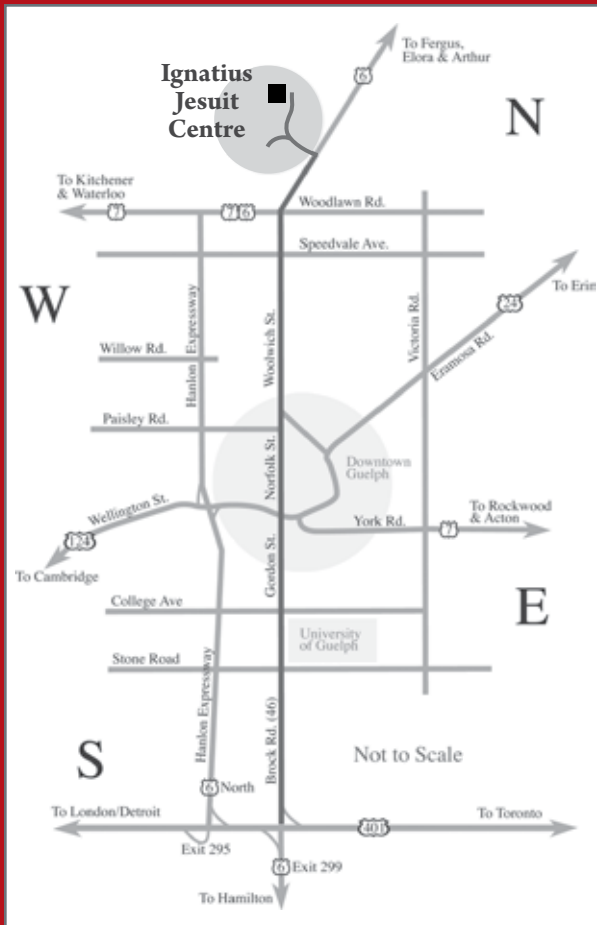 To Fergus,
Elora & Arthur
6
Ignatius
Jesuit
Centre
N
To Kitchener
& Waterloo
7
7 6
Woodlawn Rd.
Speedvale Ave.
W
To Erin
24
Hanlon Expressway
Woolwich St.
Victoria Rd.
Eramosa Rd.
Willow Rd.
Paisley Rd.
Norfolk St.
Downtown
Guelph
Wellington St.
124
To Cambridge
York Rd.
7
To Rockwood
& Acton
Gordon St.
College Ave
E
University
of Guelph
Stone Road
Hanlon Expressway
Brock Rd. (46)
S
Not to Scale
6 North
To London/Detroit
401
To Toronto
Exit 295
6 Exit 299
To Hamilton